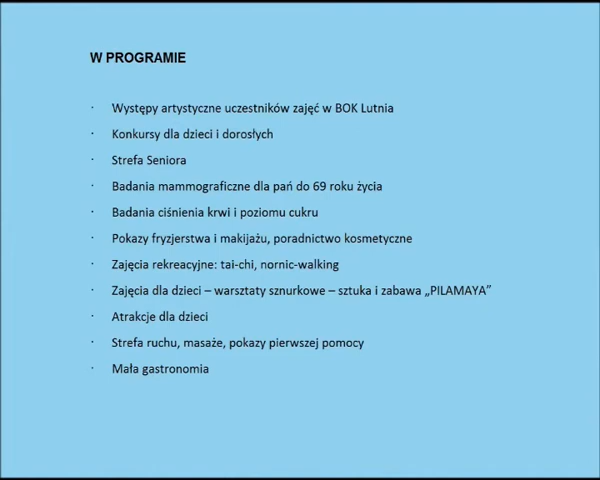 W PROGRAMIE
· Występy artystyczne uczestników zajęć w BOK Lutnia
· Konkursy dla dzieci i dorosłych
· Strefa Seniora
· Badania mammograficzne dla pań do 69 roku życia
· Badania ciśnienia krwi i poziomu cukru
· Pokazy fryzjerstwa i makijażu, poradnictwo kosmetyczne
· Zajęcia rekreacyjne: tai-chi, nornic-walking
· Zajęcia dla dzieci – warsztaty sznurkowe – sztuka i zabawa „PILAMAYA”
· Atrakcje dla dzieci
· Strefa ruchu, masaże, pokazy pierwszej pomocy
· Mała gastronomia